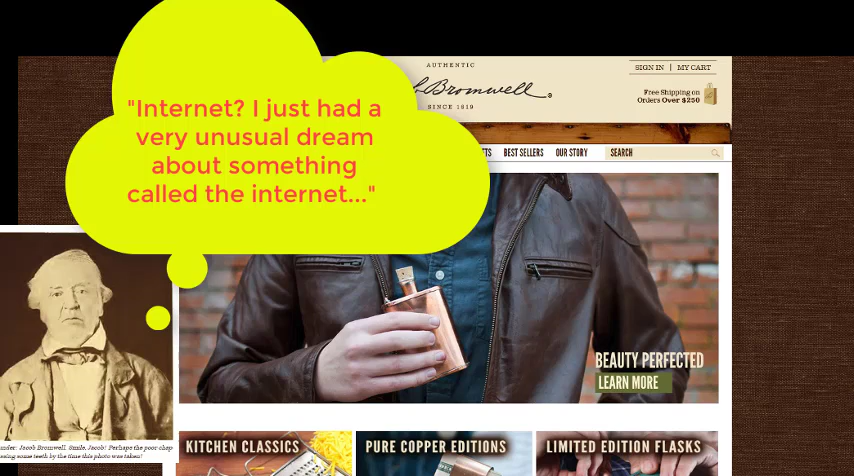 "Internet? I just had a
very unusual dream
about something
called the internet..."
AUTHENTIC
Bromwell®
SINCE 1819
SIGN IN | MY CART
Free Shipping on
Orders Over $250
BEST SELLERS OUR STORY SEARCH
BEAUTY PERFECTED
LEARN MORE
Jacob Bromwell. Smile, Jacob! Perhaps the poor chap
some teeth by the time this photo was taken!
KITCHEN CLASSICS
PURE COPPER EDITIONS
LIMITED EDITION FLASKS